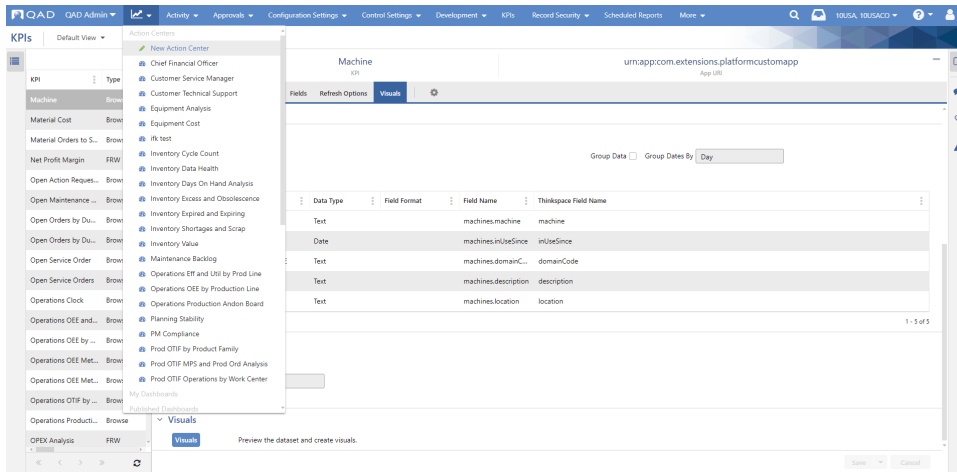 QAD QAD Admin Activity Approvals Configuration Settings Control Settings Development KPIs Record Security Scheduled Reports More 10USA, 10USACO
KPIs Default View
Action Centers
New Action Center
Chief Financial Officer
Customer Service Manager
Customer Technical Support
Equipment Analysis
Equipment Cost
ifk test
Inventory Cycle Count
Inventory Data Health
Inventory Days On Hand Analysis
Inventory Excess and Obsolescence
Inventory Expired and Expiring
Inventory Shortages and Scrap
Inventory Value
Maintenance Backlog
Operations Eff and Util by Prod Line
Operations OEE by Production Line
Operations Production Andon Board
Planning Stability
PM Compliance
Prod OTIF by Product Family
Prod OTIF MPS and Prod Ord Analysis
Prod OTIF Operations by Work Center
My Dashboards
Published Dashboards
KPI Type
Machine Brow
Material Cost Brow
Material Orders to S... Brow
Net Profit Margin FRW
Open Action Reques... Brow
Open Maintenance ... Brow
Open Orders by Du... Brow
Open Orders by Du... Brow
Open Service Order Brow
Open Service Orders Brow
Operations Clock Brow
Operations OEE and... Brow
Operations OEE by ... Brow
Operations OEE Met... Brow
Operations OEE Met... Brow
Operations OTIF by ... Brow
Operations Producti... Browse
OPEX Analysis FRW
Machine
KPI
urn:app:com.extensions.platformcustomapp
App URI
Fields Refresh Options Visuals
Group Data Group Dates By Day
Data Type Field Format Field Name Thinkspace Field Name
Text machines.machine machine
Date machines.inUseSince inUseSince
E Text machines.domainC... domainCode
Text machines.description description
Text machines.location location
1 - 5 of 5
Visuals
Visuals Preview the dataset and create visuals.
Save Cancel